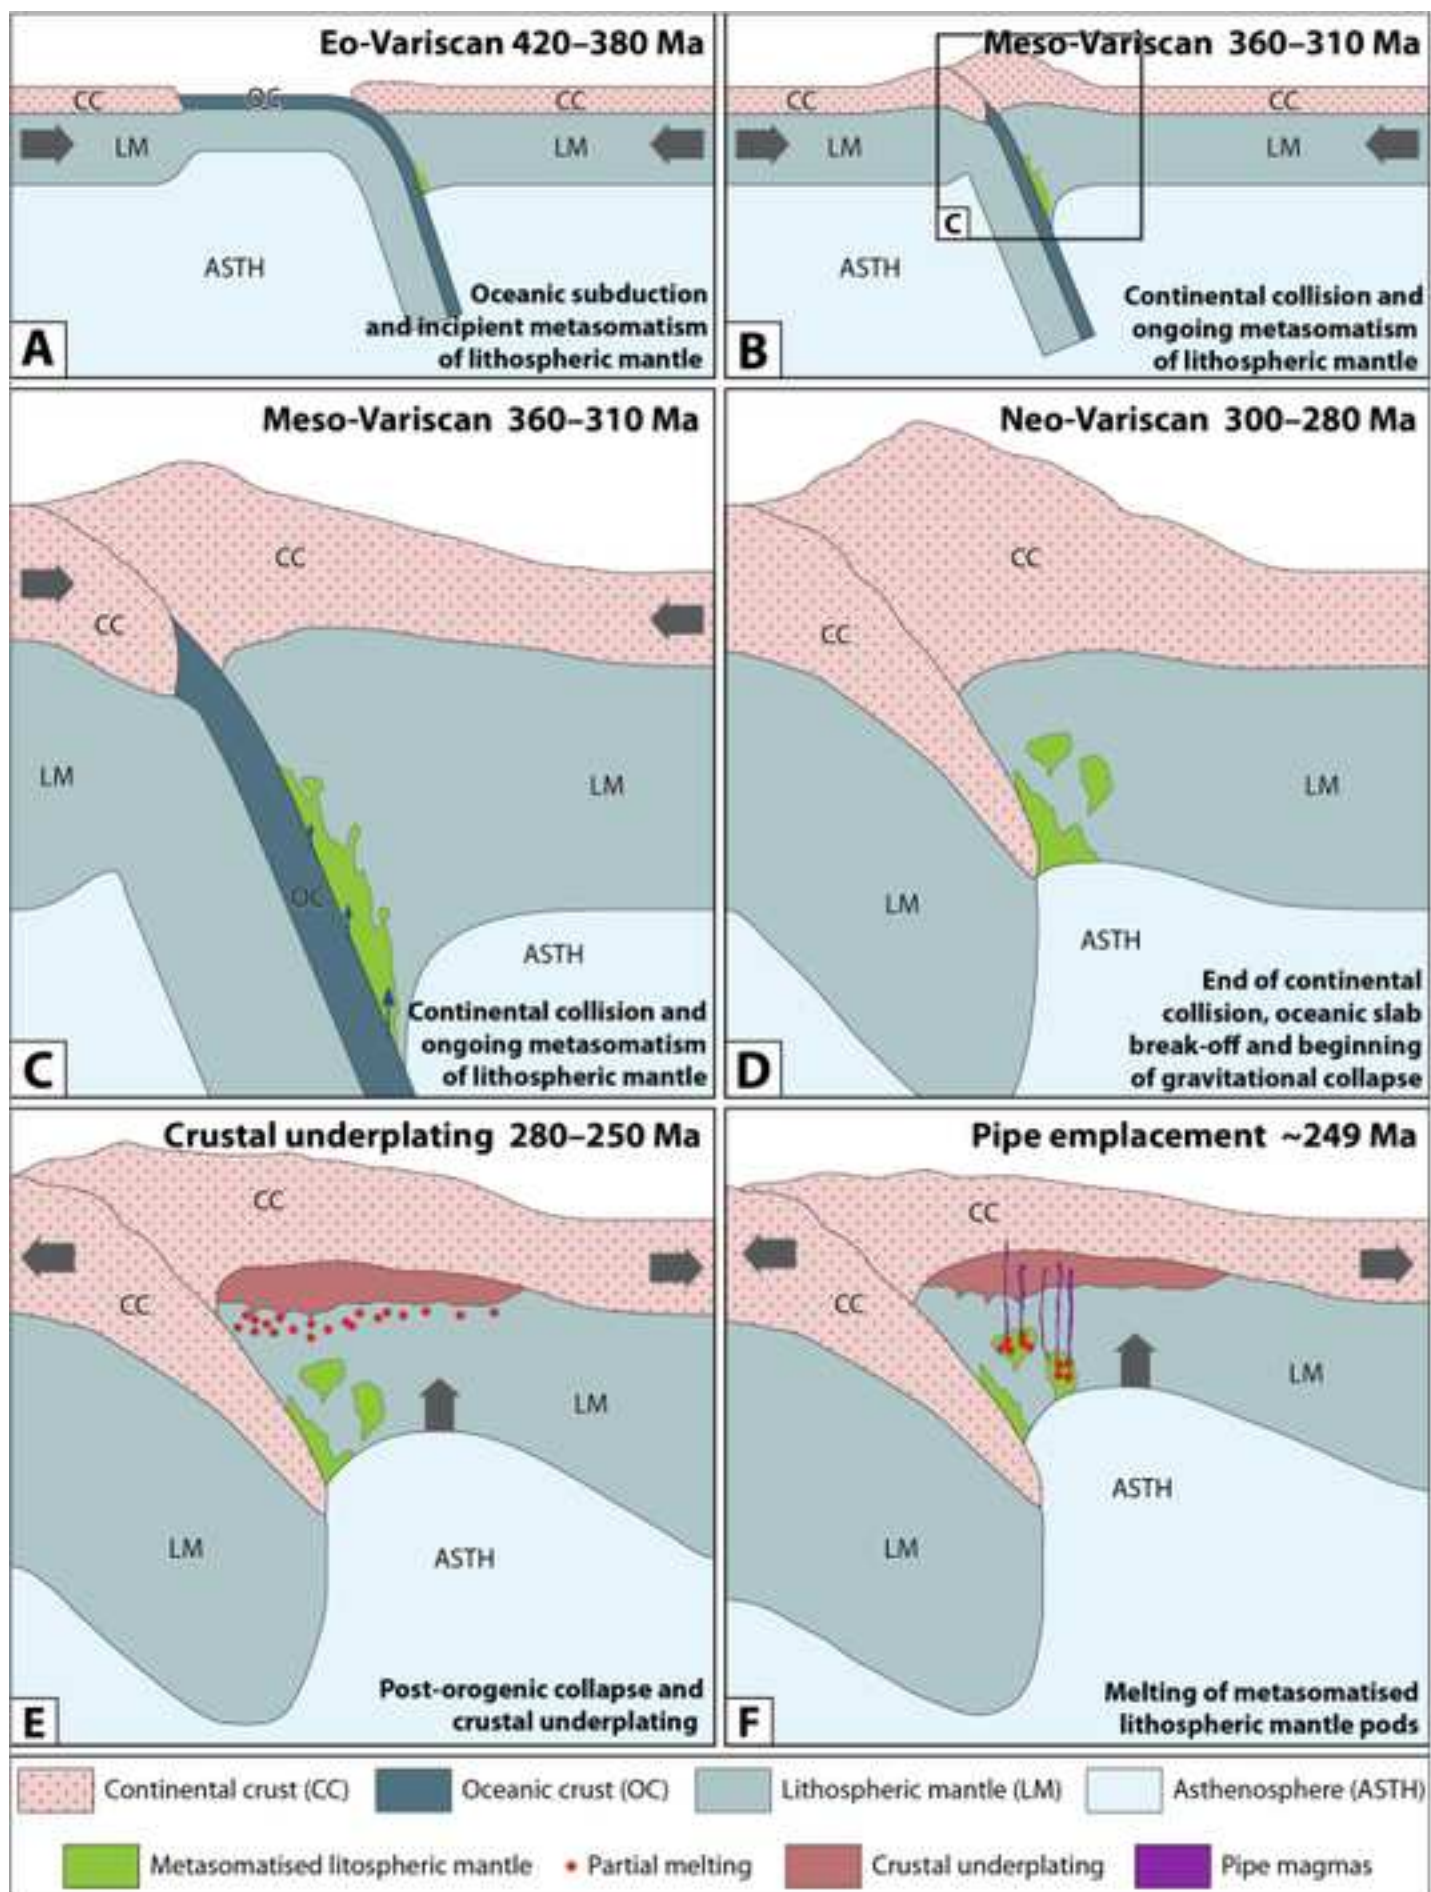 Eo-Variscan 420–380 Ma
CC
OC
CC
LM
LM
ASTH
Oceanic subduction
and incipient metasomatism
of lithospheric mantle
A
Meso-Variscan 360–310 Ma
CC
CC
LM
LM
C
ASTH
Continental collision and
ongoing metasomatism
of lithospheric mantle
B
Meso-Variscan 360–310 Ma
CC
CC
LM
LM
OC
ASTH
Continental collision and
ongoing metasomatism
of lithospheric mantle
C
Neo-Variscan 300–280 Ma
CC
CC
LM
LM
ASTH
End of continental
collision, oceanic slab
break-off and beginning
of gravitational collapse
D
Crustal underplating 280–250 Ma
CC
CC
LM
LM
ASTH
Post-orogenic collapse and
crustal underplating
E
Pipe emplacement ~249 Ma
CC
CC
LM
ASTH
LM
Melting of metasomatised
lithospheric mantle pods
F
Continental crust (CC)
Oceanic crust (OC)
Lithospheric mantle (LM)
Asthenosphere (ASTH)
Metasomatised litospheric mantle
Partial melting
Crustal underplating
Pipe magmas